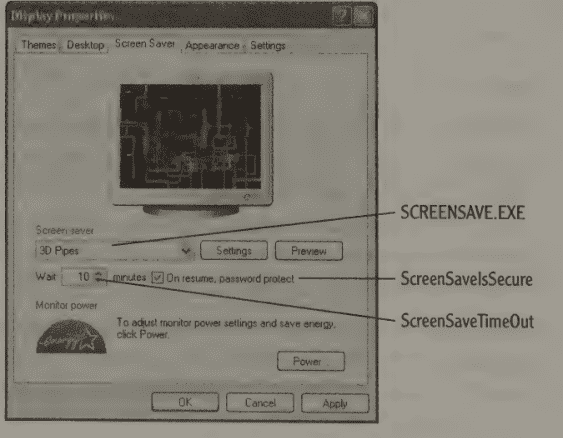 Display Properties
Themes Desktop Screen Saver Appearance Settings
Screen saver
3D Pipes Settings Preview
Wait 10 minutes On resume, password protect
Monitor power
To adjust monitor power settings and save energy,
click Power.
energy
Power...
OK Cancel Apply
SCREENSAVE.EXE
ScreenSaveIsSecure
ScreenSaveTimeOut